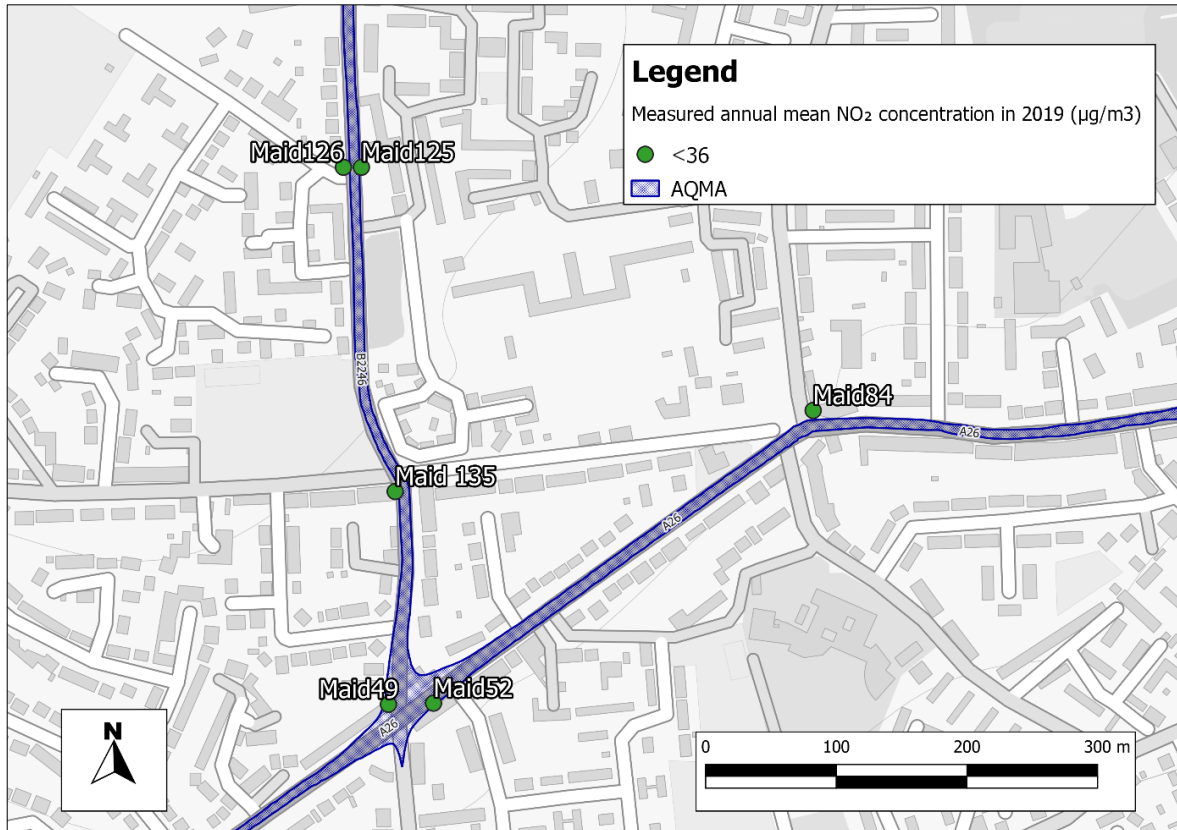 Legend
Measured annual mean NO₂ concentration in 2019 (µg/m3)
<36
AQMA
Maid126
Maid125
B2246
Maid84
A26
Maid 135
A26
Maid49
Maid52
A26
N
0 100 200 300 m